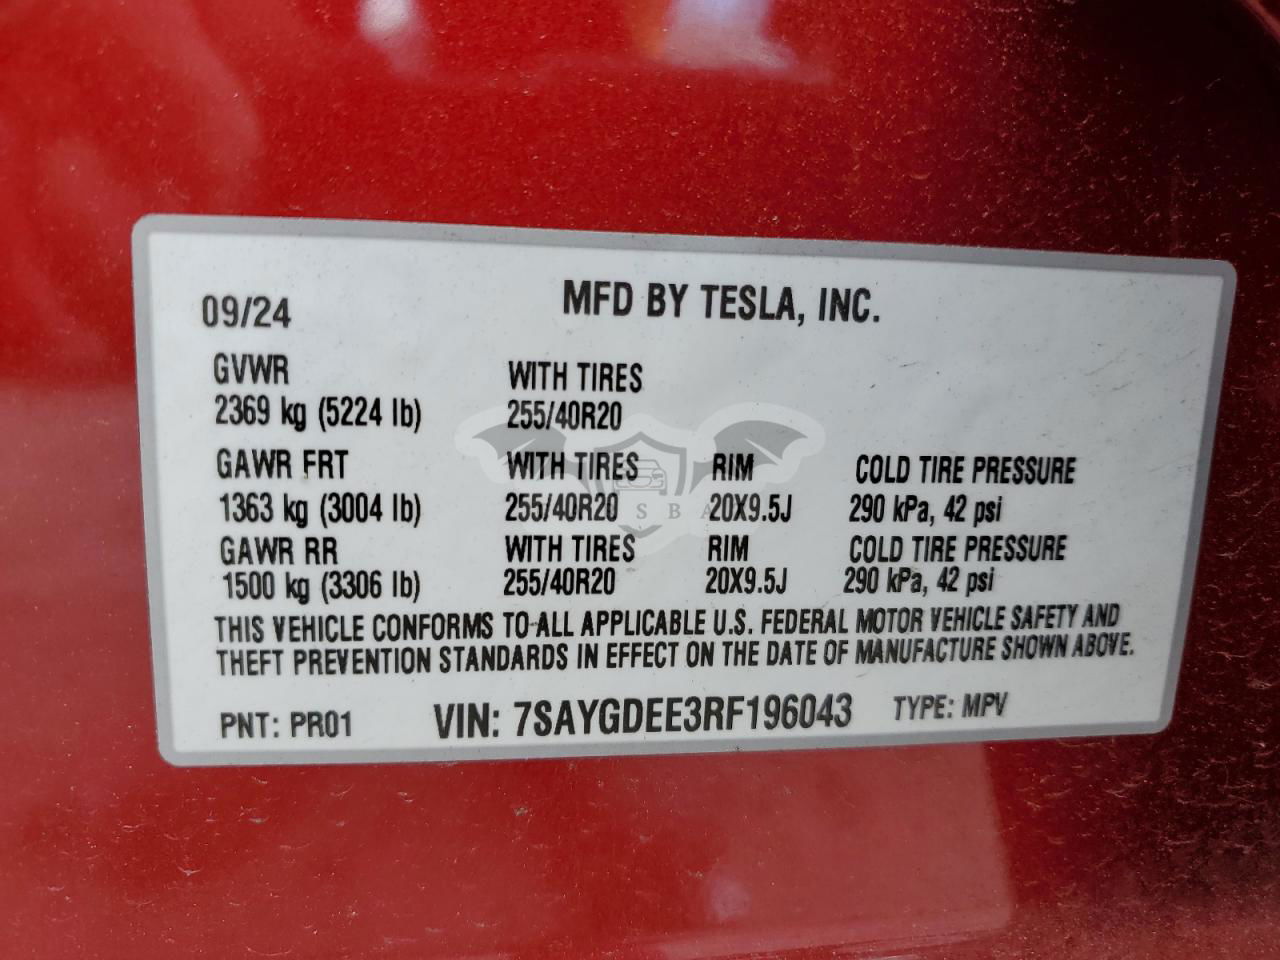 09/24 MFD BY TESLA, INC.
GVWR WITH TIRES
2369 kg (5224 lb) 255/40R20
GAWR FRT WITH TIRES RIM COLD TIRE PRESSURE
1363 kg (3004 lb) 255/40R20 20X9.5J 290 kPa, 42 psi
GAWR RR WITH TIRES RIM COLD TIRE PRESSURE
1500 kg (3306 lb) 255/40R20 20X9.5J 290 kPa, 42 psi
THIS VEHICLE CONFORMS TO ALL APPLICABLE U.S. FEDERAL MOTOR VEHICLE SAFETY AND
THEFT PREVENTION STANDARDS IN EFFECT ON THE DATE OF MANUFACTURE SHOWN ABOVE.
PNT: PR01 VIN: 7SAYGDEE3RF196043 TYPE: MPV